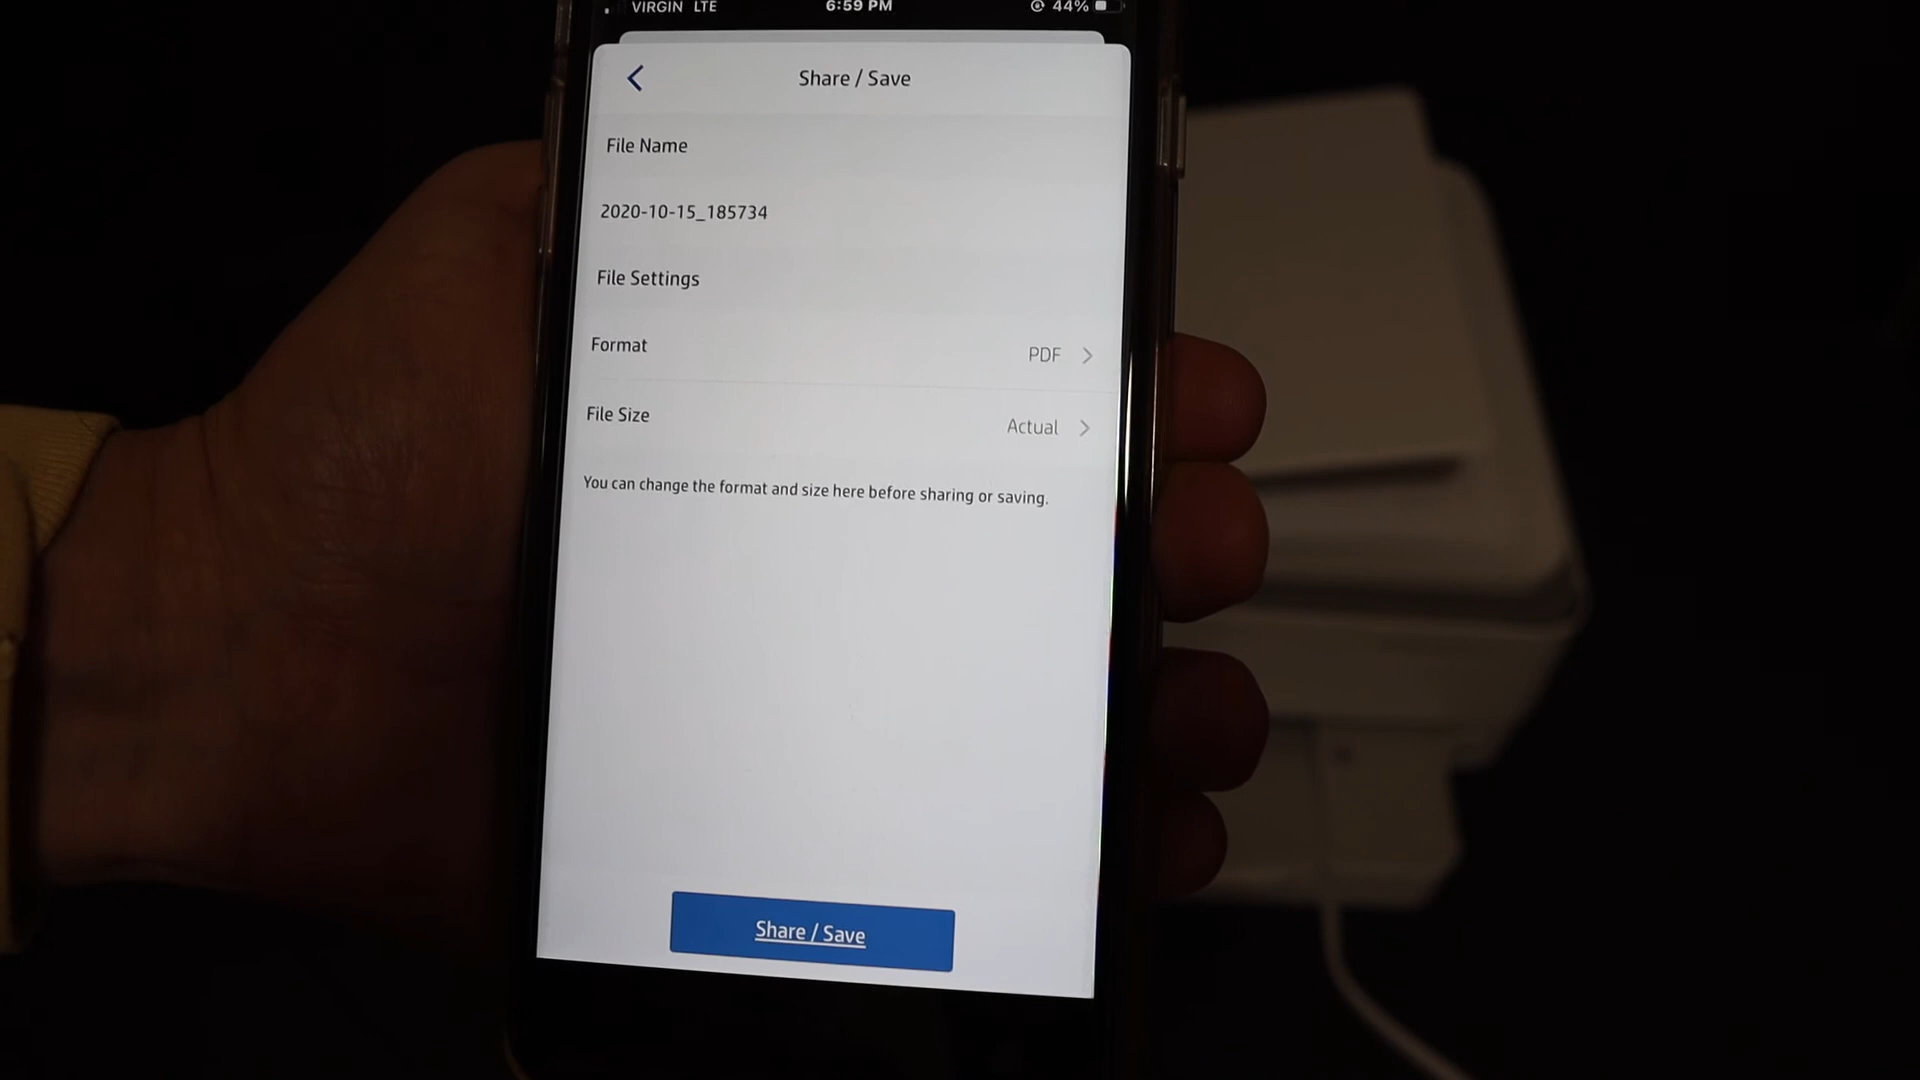 VIRGIN LTE 6:59 PM 44%
Share / Save
File Name
2020-10-15_185734
File Settings
Format PDF
File Size Actual
You can change the format and size here before sharing or saving.
Share / Save